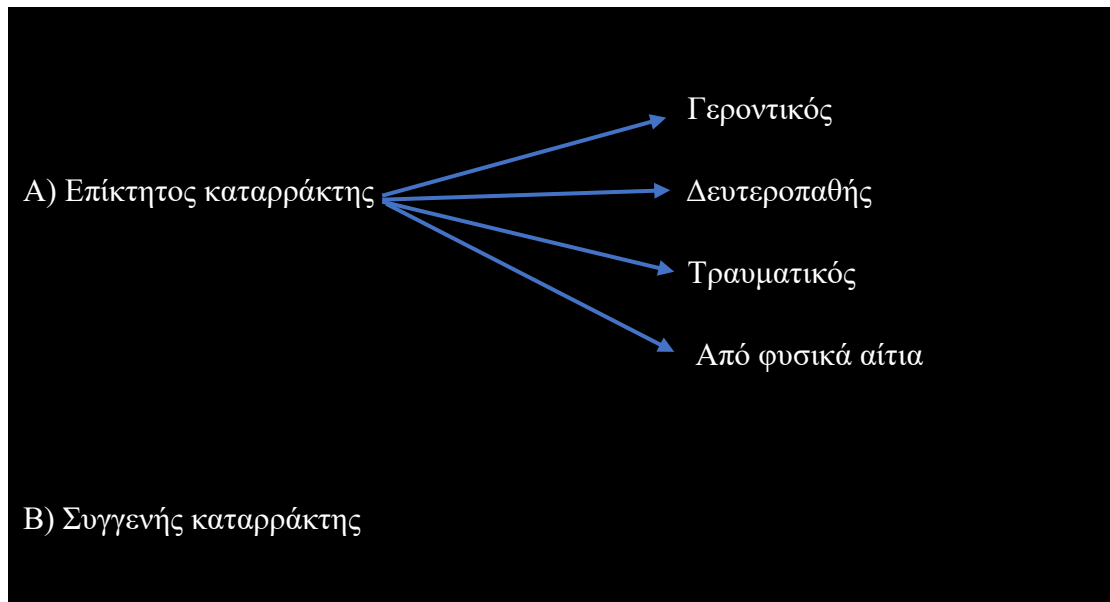 Γεροντικός
Α) Επίκτητος καταρράκτης
Δευτεροπαθής
Τραυματικός
Από φυσικά αίτια
Β) Συγγενής καταρράκτης